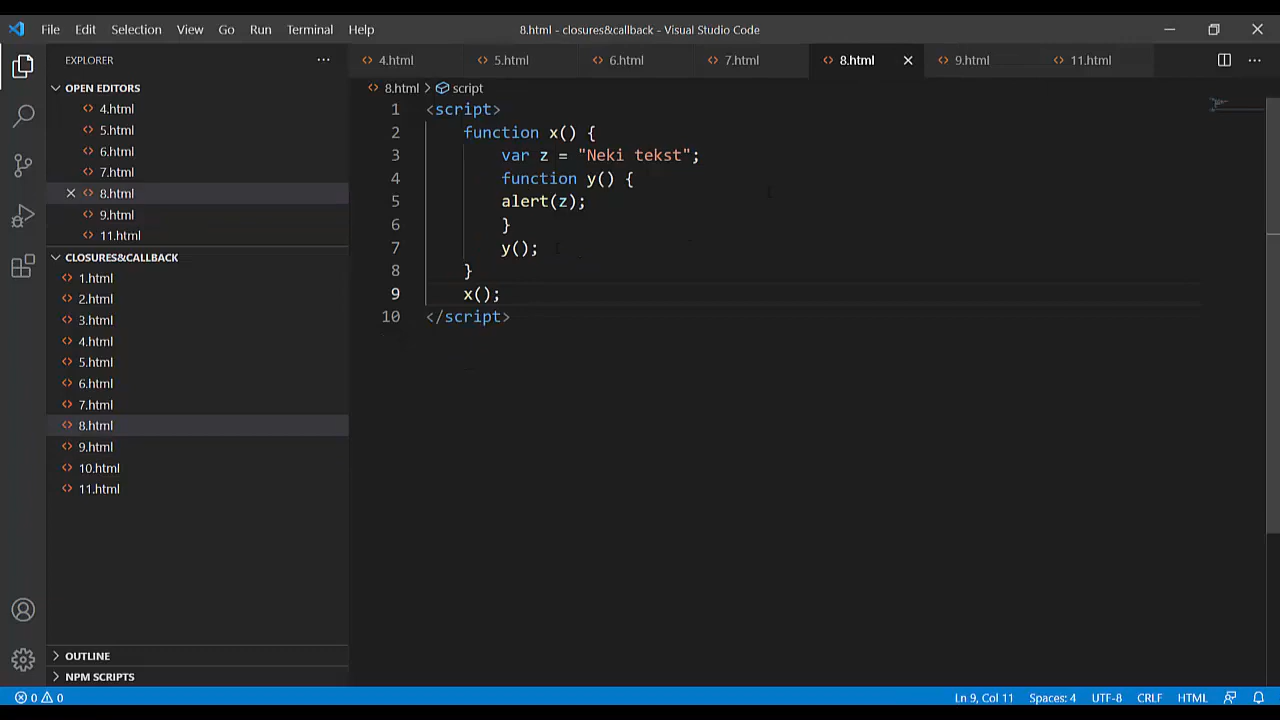 File Edit Selection View Go Run Terminal Help 8.html - closures&callback - Visual Studio Code
EXPLORER ···
4.html 5.html 6.html 7.html 8.html 9.html 11.html ···
OPEN EDITORS
4.html
5.html
6.html
7.html
8.html
9.html
11.html
CLOSURES&CALLBACK
1.html
2.html
3.html
4.html
5.html
6.html
7.html
8.html
9.html
10.html
11.html
OUTLINE
NPM SCRIPTS
8.html > script
1 <script>
2 function x() {
3 var z = "Neki tekst";
4 function y() {
5 alert(z);
6 }
7 y();
8 }
9 x();
10 </script>
0 0 Ln 9, Col 11 Spaces: 4 UTF-8 CRLF HTML